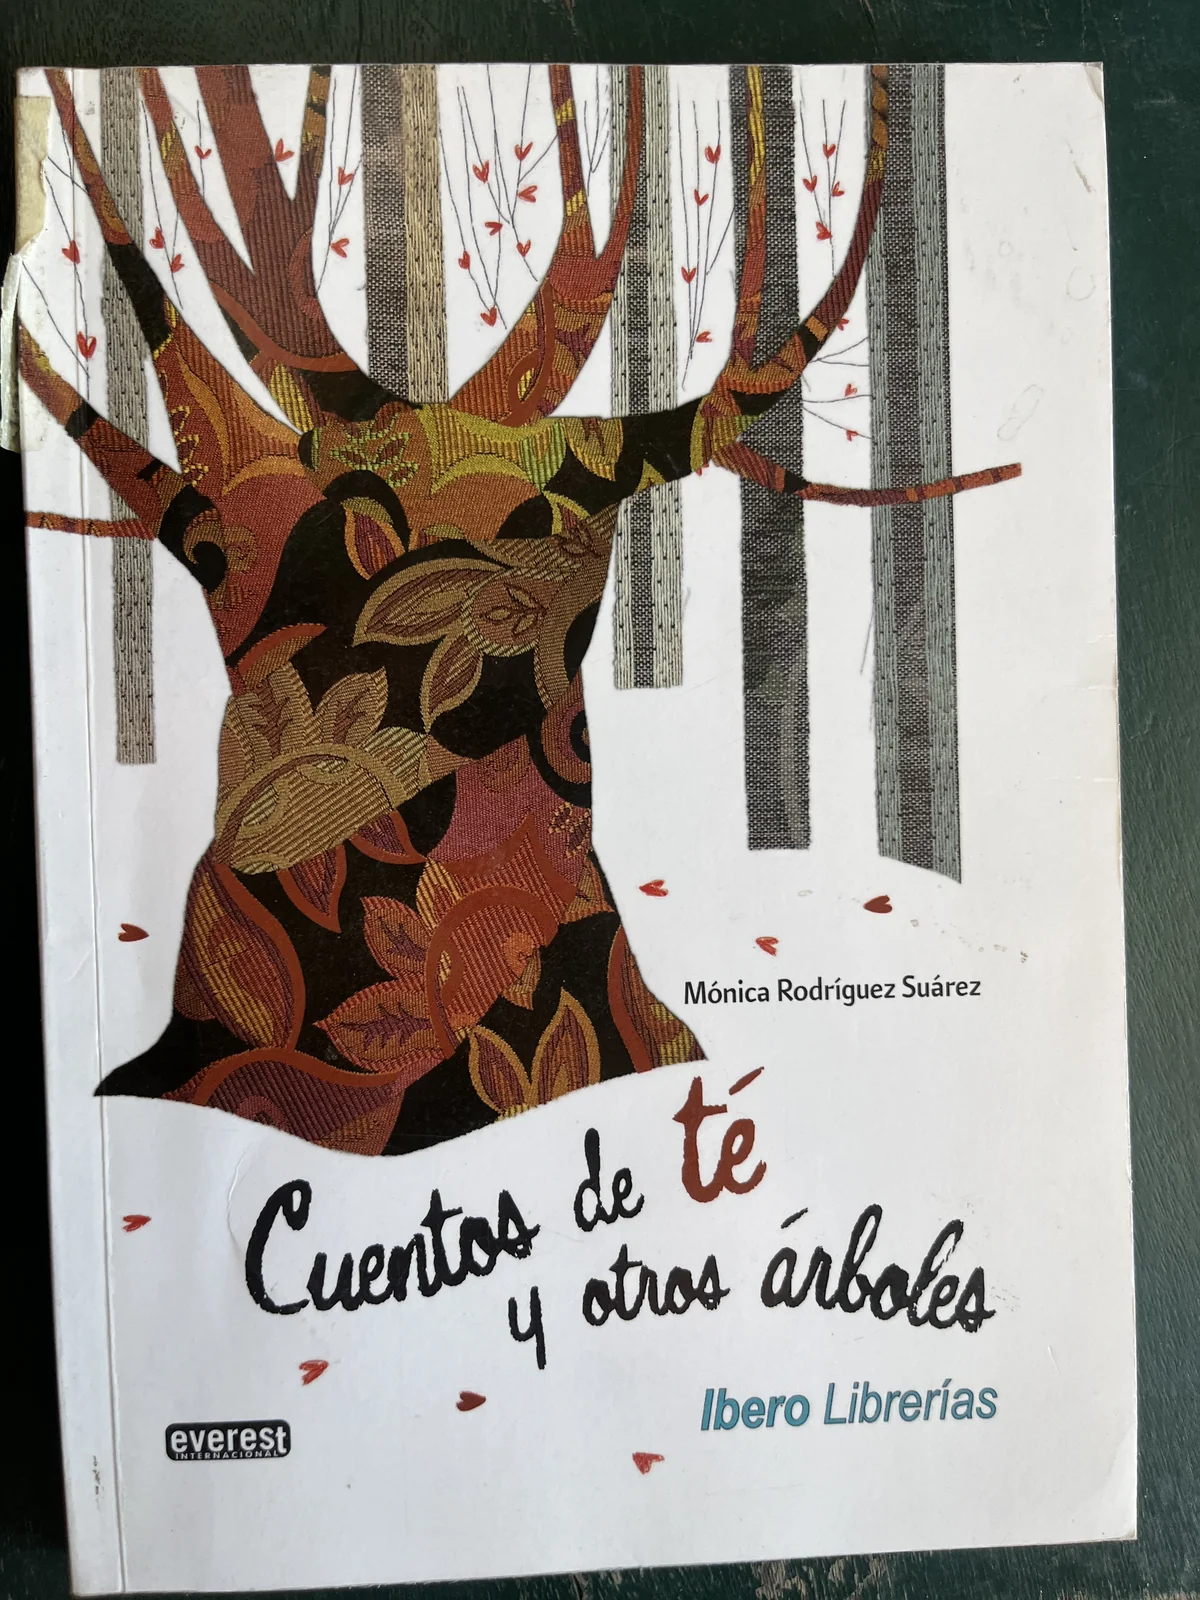 Mónica Rodríguez Suárez
Cuentos de té
y otros árboles
Ibero Librerías
everest
INTERNACIONAL